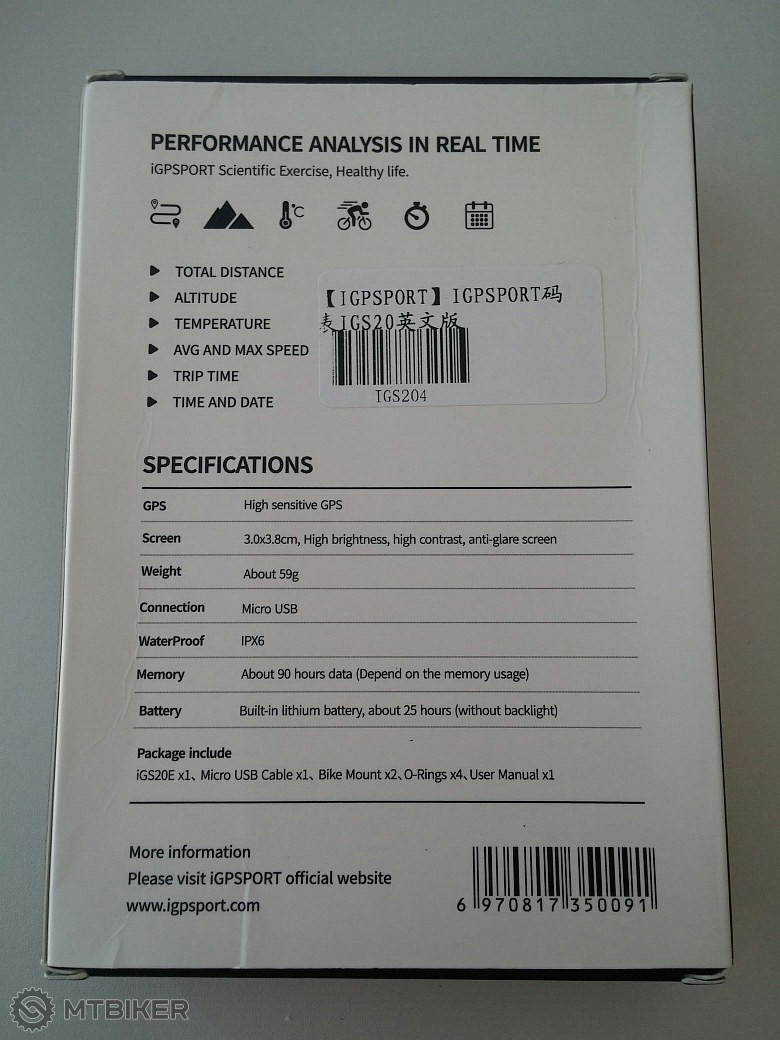 PERFORMANCE ANALYSIS IN REAL TIME
iGPSPORT Scientific Exercise, Healthy life.
°C
TOTAL DISTANCE
ALTITUDE
TEMPERATURE
AVG AND MAX SPEED
TRIP TIME
TIME AND DATE
【IGPSPORT】IGPSPORT码
表IGS20英文版
IGS204
SPECIFICATIONS
GPS High sensitive GPS
Screen 3.0x3.8cm, High brightness, high contrast, anti-glare screen
Weight About 59g
Connection Micro USB
WaterProof IPX6
Memory About 90 hours data (Depend on the memory usage)
Battery Built-in lithium battery, about 25 hours (without backlight)
Package include
iGS20E x1、Micro USB Cable x1、Bike Mount x2、O-Rings x4、User Manual x1
More information
Please visit iGPSPORT official website
www.igpsport.com
6 970817 350091
MTBIKER